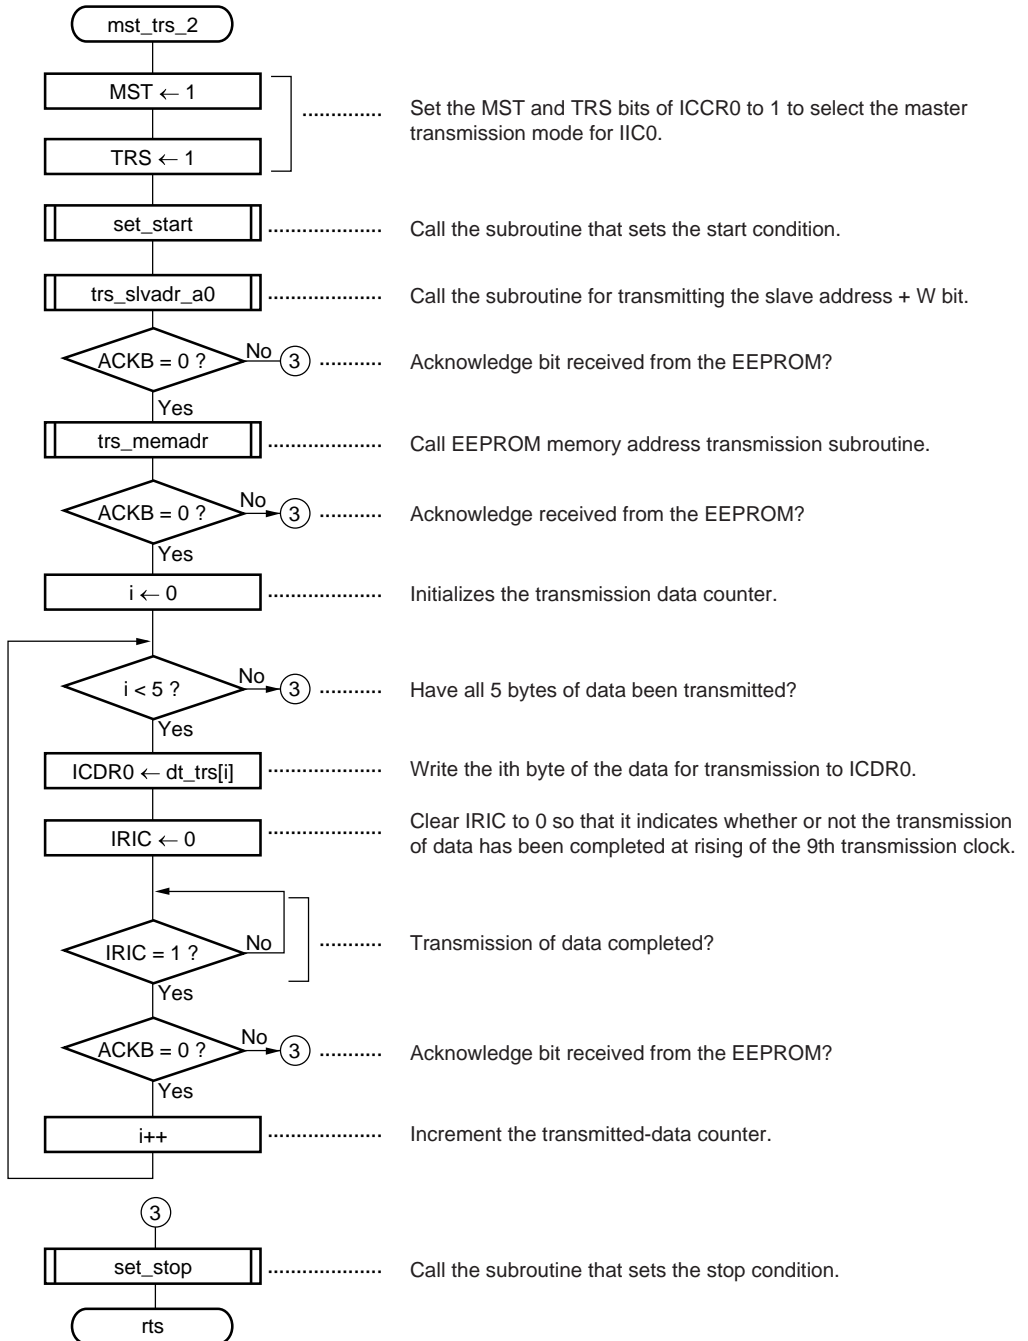 mst_trs_2
MST ← 1
Set the MST and TRS bits of ICCR0 to 1 to select the master
transmission mode for IIC0.
TRS ← 1
set_start
Call the subroutine that sets the start condition.
trs_slvadr_a0
Call the subroutine for transmitting the slave address + W bit.
ACKB = 0 ?
No
3
Acknowledge bit received from the EEPROM?
Yes
trs_memadr
Call EEPROM memory address transmission subroutine.
ACKB = 0 ?
No
3
Acknowledge received from the EEPROM?
Yes
i ← 0
Initializes the transmission data counter.
i < 5 ?
No
3
Have all 5 bytes of data been transmitted?
Yes
ICDR0 ← dt_trs[i]
Write the ith byte of the data for transmission to ICDR0.
IRIC ← 0
Clear IRIC to 0 so that it indicates whether or not the transmission
of data has been completed at rising of the 9th transmission clock.
IRIC = 1 ?
No
Transmission of data completed?
Yes
ACKB = 0 ?
No
3
Acknowledge bit received from the EEPROM?
Yes
i++
Increment the transmitted-data counter.
3
set_stop
Call the subroutine that sets the stop condition.
rts